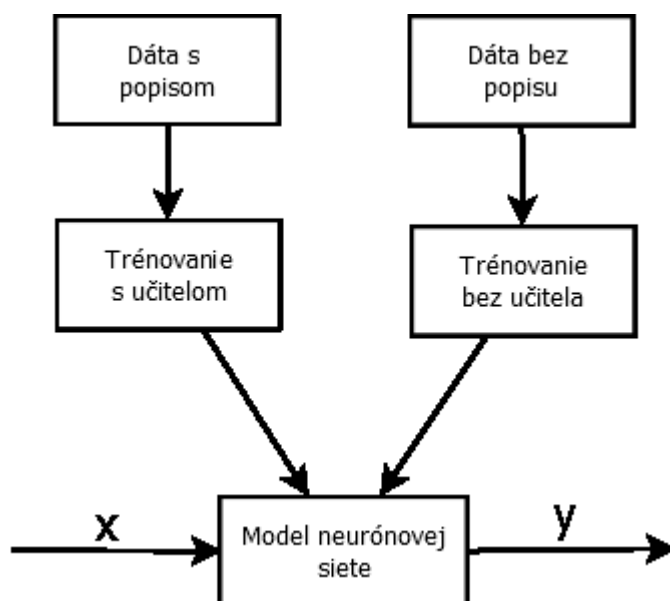 Dáta s
popisom
Dáta bez
popisu
Trénovanie
s učitelom
Trénovanie
bez učitela
x
Model neurónovej
siete
y